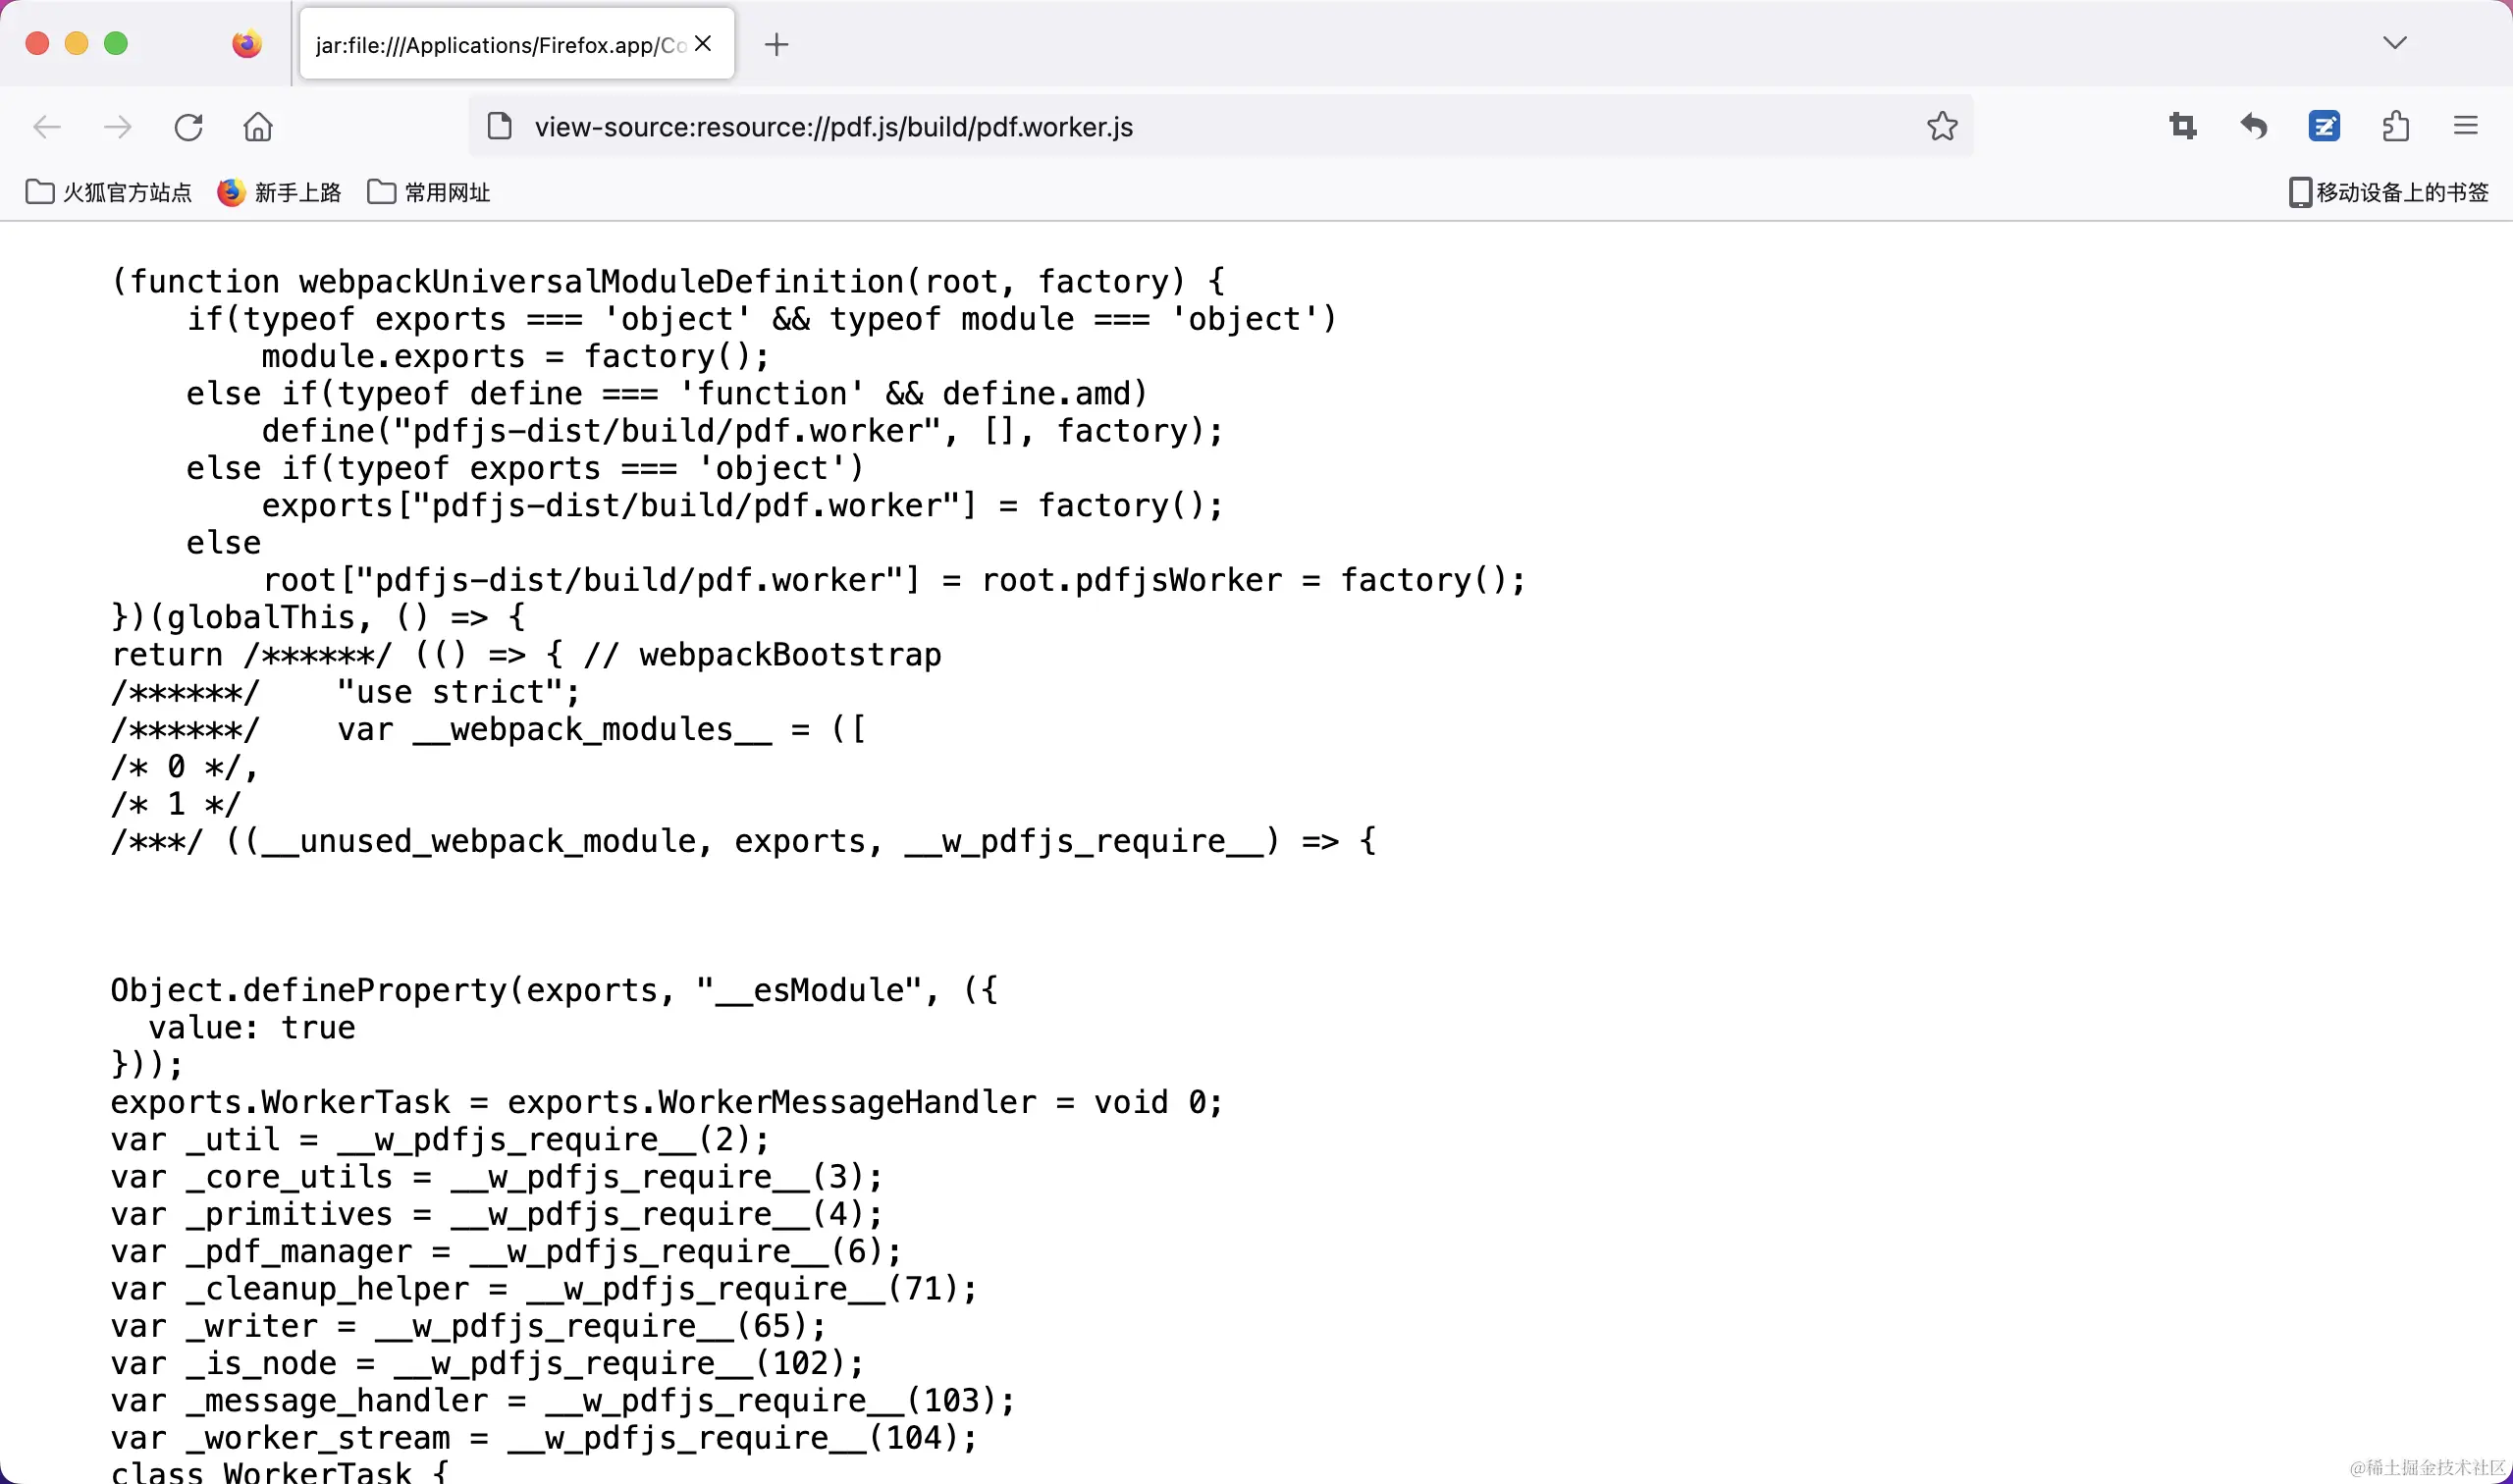 jar:file:///Applications/Firefox.app/Co
view-source:resource://pdf.js/build/pdf.worker.js
火狐官方站点 新手上路 常用网址 移动设备上的书签
(function webpackUniversalModuleDefinition(root, factory) {
    if(typeof exports === 'object' && typeof module === 'object')
        module.exports = factory();
    else if(typeof define === 'function' && define.amd)
        define("pdfjs-dist/build/pdf.worker", [], factory);
    else if(typeof exports === 'object')
        exports["pdfjs-dist/build/pdf.worker"] = factory();
    else
        root["pdfjs-dist/build/pdf.worker"] = root.pdfjsWorker = factory();
})(globalThis, () => {
return /******/ (() => { // webpackBootstrap
/******/    "use strict";
/******/    var __webpack_modules__ = ([
/* 0 */,
/* 1 */
/***/ ((__unused_webpack_module, exports, __w_pdfjs_require__) => {
Object.defineProperty(exports, "__esModule", ({
  value: true
}));
exports.WorkerTask = exports.WorkerMessageHandler = void 0;
var _util = __w_pdfjs_require__(2);
var _core_utils = __w_pdfjs_require__(3);
var _primitives = __w_pdfjs_require__(4);
var _pdf_manager = __w_pdfjs_require__(6);
var _cleanup_helper = __w_pdfjs_require__(71);
var _writer = __w_pdfjs_require__(65);
var _is_node = __w_pdfjs_require__(102);
var _message_handler = __w_pdfjs_require__(103);
var _worker_stream = __w_pdfjs_require__(104);
class WorkerTask {
@稀土掘金技术社区